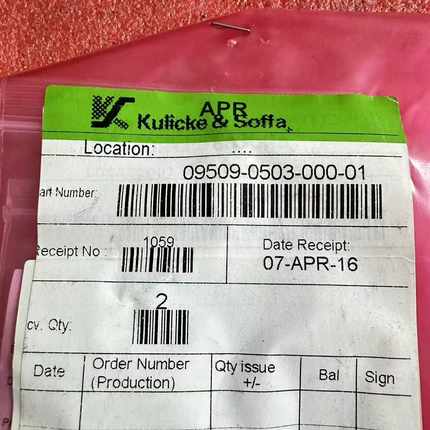 APR
Kulicke & Soffa
Location: ....
09509-0503-000-01
art Number:
1059
Receipt No :
Date Receipt:
07-APR-16
2
cv. Qty:
Date Order Number (Production) Qty issue +/- Bal Sign